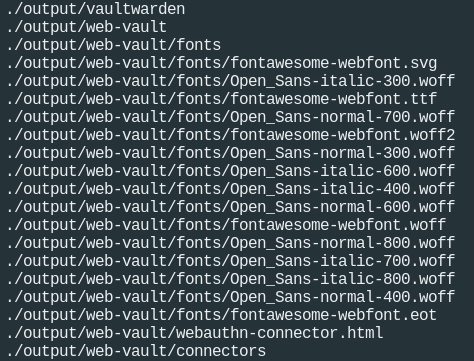 ./output/vaultwarden
./output/web-vault
./output/web-vault/fonts
./output/web-vault/fonts/fontawesome-webfont.svg
./output/web-vault/fonts/Open_Sans-italic-300.woff
./output/web-vault/fonts/fontawesome-webfont.ttf
./output/web-vault/fonts/Open_Sans-normal-700.woff
./output/web-vault/fonts/fontawesome-webfont.woff2
./output/web-vault/fonts/Open_Sans-normal-300.woff
./output/web-vault/fonts/Open_Sans-italic-600.woff
./output/web-vault/fonts/Open_Sans-italic-400.woff
./output/web-vault/fonts/Open_Sans-normal-600.woff
./output/web-vault/fonts/fontawesome-webfont.woff
./output/web-vault/fonts/Open_Sans-normal-800.woff
./output/web-vault/fonts/Open_Sans-italic-700.woff
./output/web-vault/fonts/Open_Sans-italic-800.woff
./output/web-vault/fonts/Open_Sans-normal-400.woff
./output/web-vault/fonts/fontawesome-webfont.eot
./output/web-vault/webauthn-connector.html
./output/web-vault/connectors